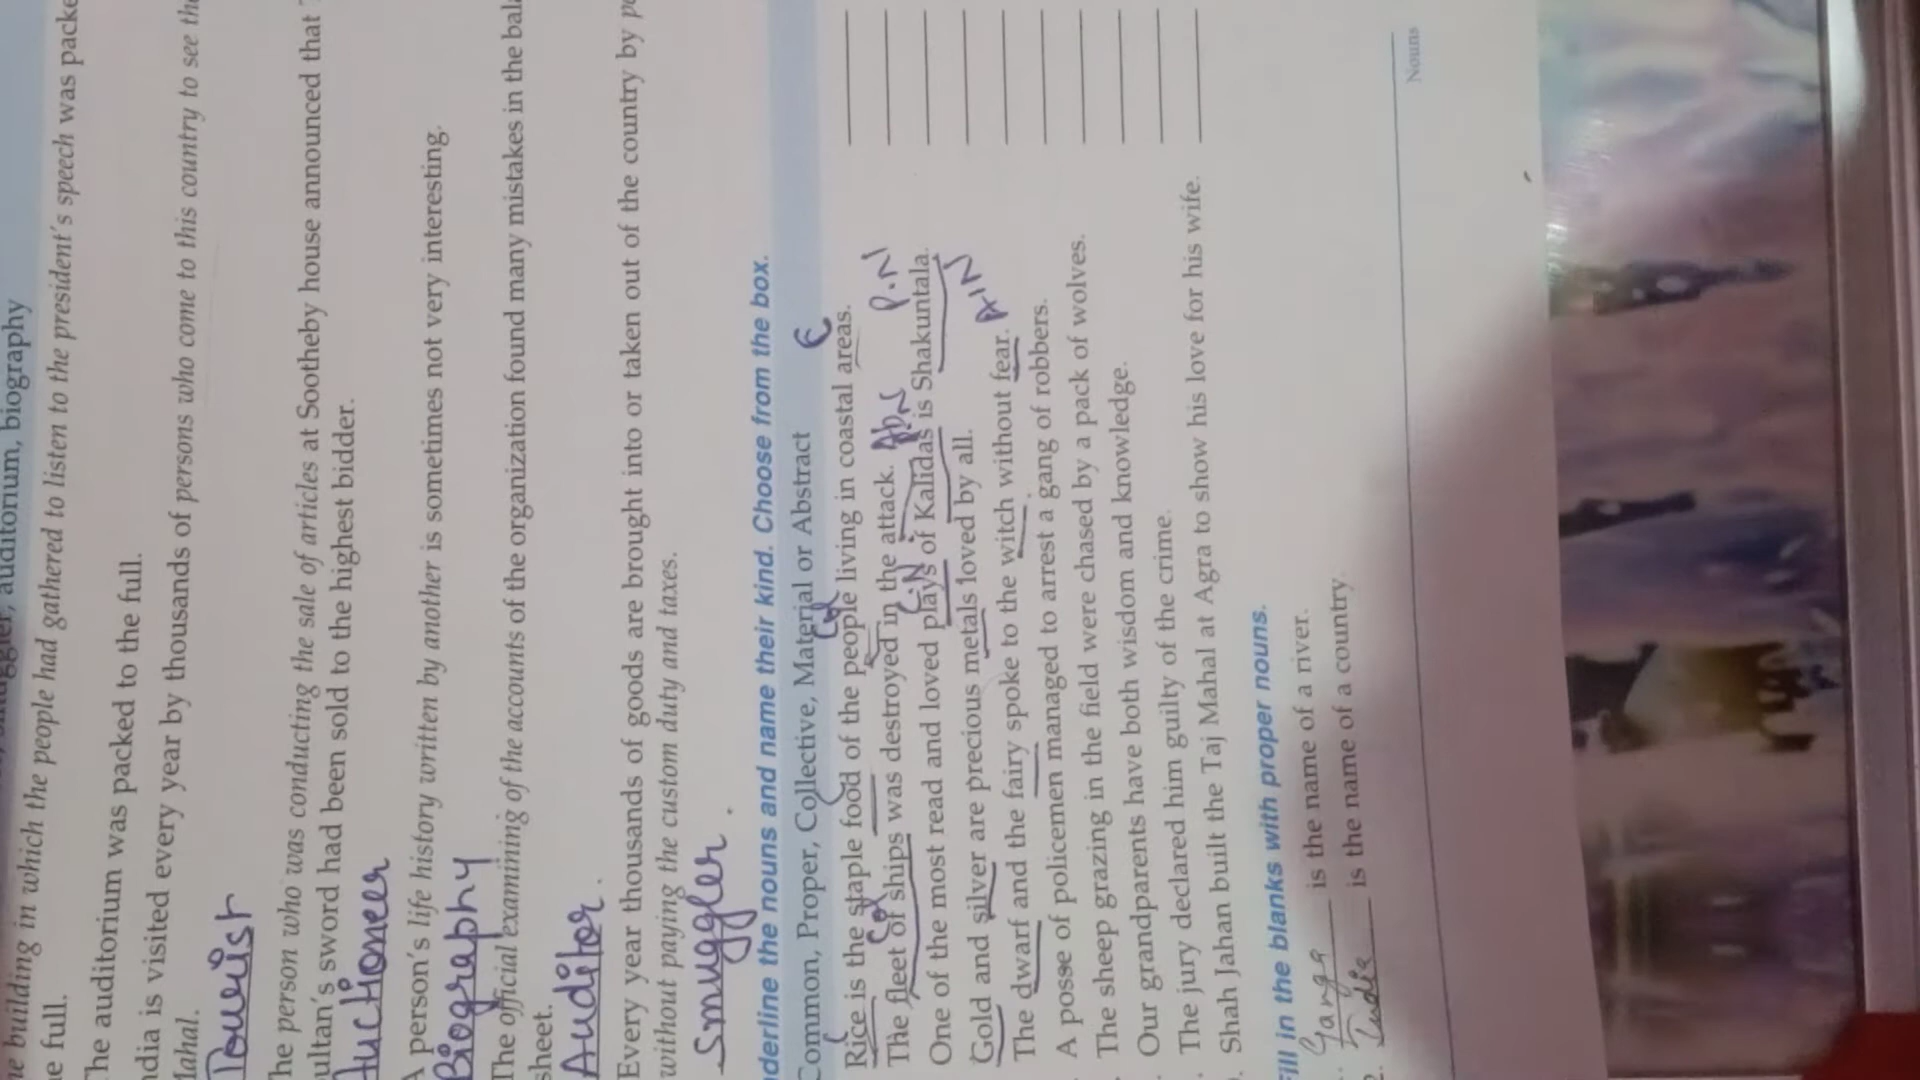 auditorium, biography
building in which the people had gathered to listen to the president's speech was
full.
The auditorium was packed to the full.
is visited every year by thousands of persons who come to this country to see
Tourist
person who was conducting the sale of articles at Sootheby house announced that
sword had been sold to the highest bidder.
Auctioneer
A person's life history written by another is sometimes not very interesting.
Biography
The official examining of the accounts of the organization found many mistakes in the
sheet.
Auditor.
Every year thousands of goods are brought into or taken out of the country by
without paying the custom duty and taxes.
Smuggler.
nderline the nouns and name their kind. Choose from the box.
Common, Proper, Collective, Material or Abstract
Rice is the staple food of the people living in coastal areas.
The fleet of ships was destroyed in the attack.
One of the most read and loved plays of Kalidas is Shakuntala. P.N
Gold and silver are precious metals loved by all.
The dwarf and the fairy spoke to the witch without fear.
A posse of policemen managed to arrest a gang of robbers.
The sheep grazing in the field were chased by a pack of wolves.
Our grandparents have both wisdom and knowledge.
The jury declared him guilty of the crime.
Shah Jahan built the Taj Mahal at Agra to show his love for his wife.
Fill in the blanks with proper nouns.
Ganga is the name of a river.
India is the name of a country.
Nouns